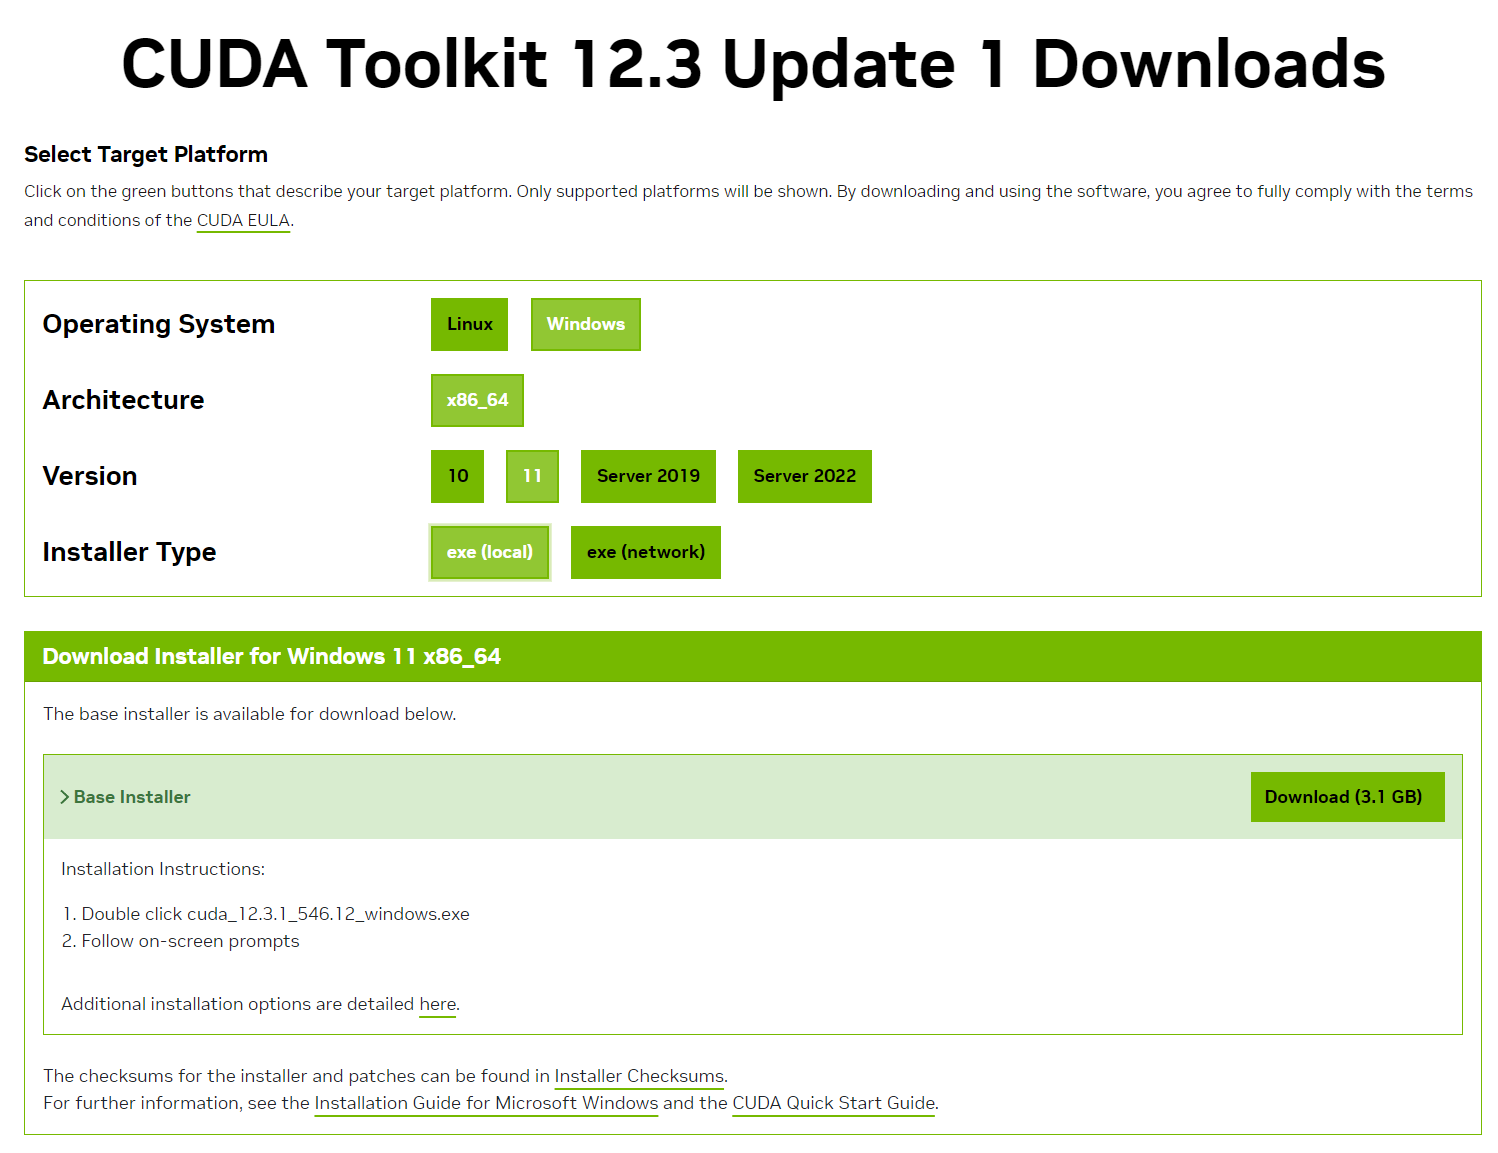 CUDA Toolkit 12.3 Update 1 Downloads
Select Target Platform
Click on the green buttons that describe your target platform. Only supported platforms will be shown. By downloading and using the software, you agree to fully comply with the terms
and conditions of the CUDA EULA.
Operating System
Linux
Windows
Architecture
x86_64
Version
10
11
Server 2019
Server 2022
Installer Type
exe (local)
exe (network)
Download Installer for Windows 11 x86_64
The base installer is available for download below.
Base Installer
Download (3.1 GB)
Installation Instructions:
1. Double click cuda_12.3.1_546.12_windows.exe
2. Follow on-screen prompts
Additional installation options are detailed here.
The checksums for the installer and patches can be found in Installer Checksums.
For further information, see the Installation Guide for Microsoft Windows and the CUDA Quick Start Guide.